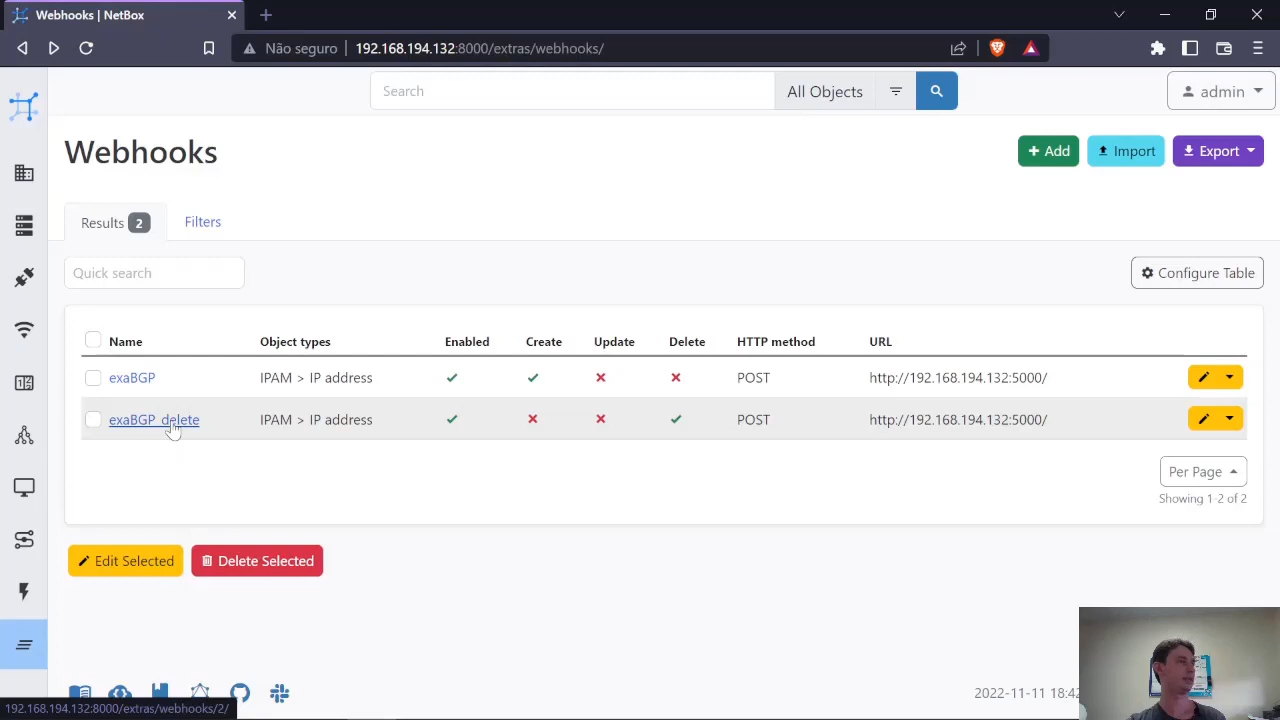 Webhooks | NetBox
Não seguro
192.168.194.132:8000/extras/webhooks/
Search
All Objects
admin
Webhooks
Add
Import
Export
Results 2
Filters
Quick search
Configure Table
Name Object types Enabled Create Update Delete HTTP method URL
exaBGP IPAM > IP address POST http://192.168.194.132:5000/
exaBGP_delete IPAM > IP address POST http://192.168.194.132:5000/
Per Page
Showing 1-2 of 2
Edit Selected
Delete Selected
2022-11-11 18:42
192.168.194.132:8000/extras/webhooks/2/